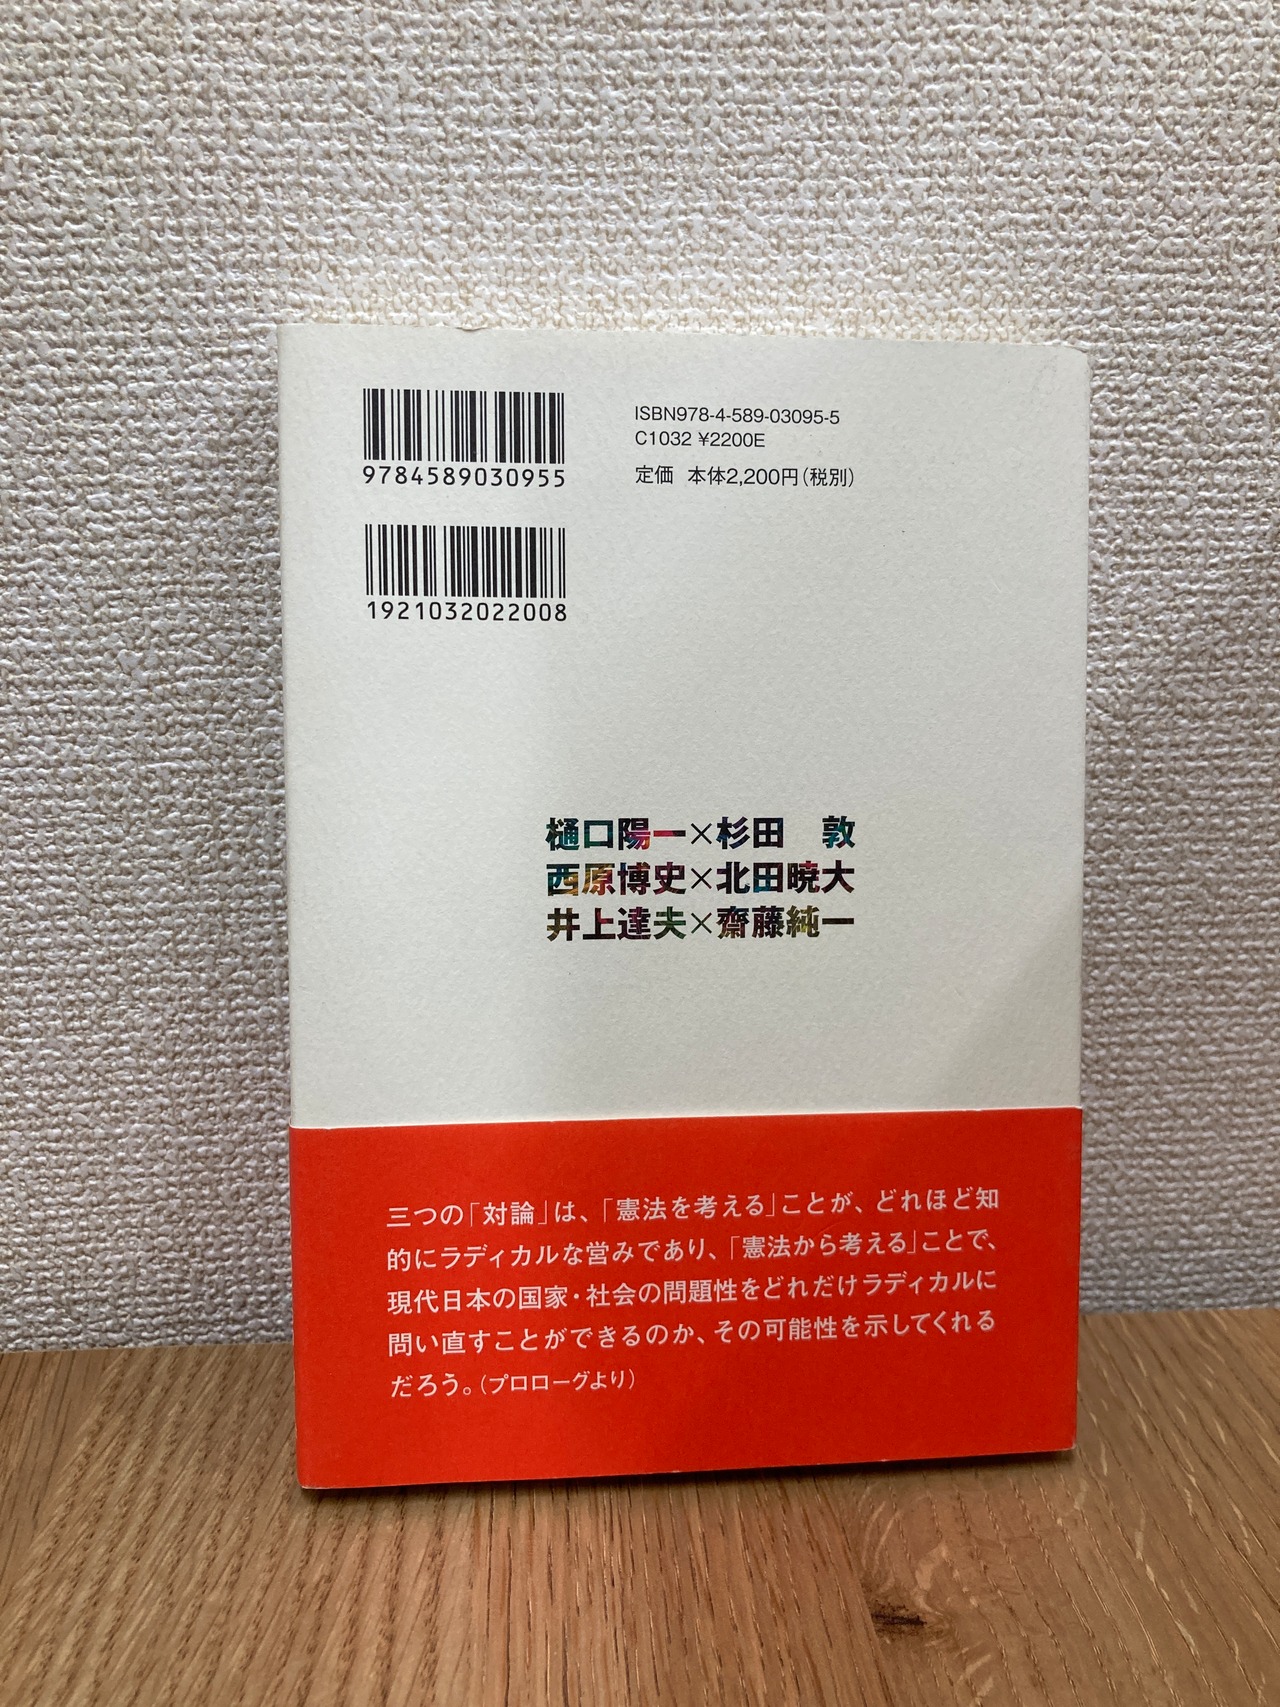 9784589030955
ISBN978-4-589-03095-5
C1032 ¥2200E
定価 本体2,200円（税別）
1921032022008
樋口陽一×杉田 敦
西原博史×北田暁大
井上達夫×齋藤純一
三つの「対論」は、「憲法を考える」ことが、どれほど知
的にラディカルな営みであり、「憲法から考える」ことで、
現代日本の国家・社会の問題性をどれだけラディカルに
問い直すことができるのか、その可能性を示してくれる
だろう。（プロローグより）